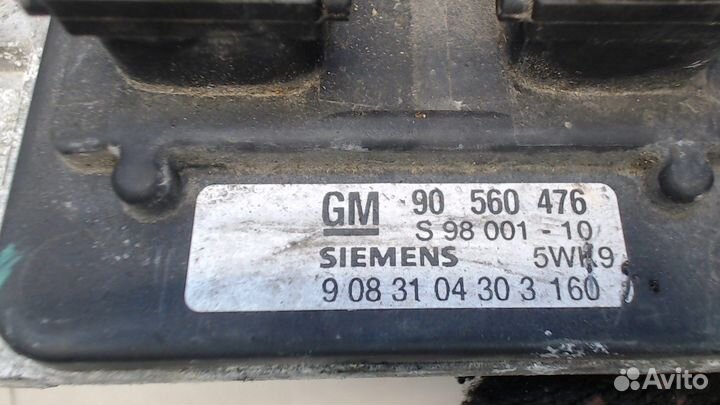 GM 90 560 476
S 98 001 - 10
SIEMENS 5WK9
9 08 31 04 30 3 160
Avito